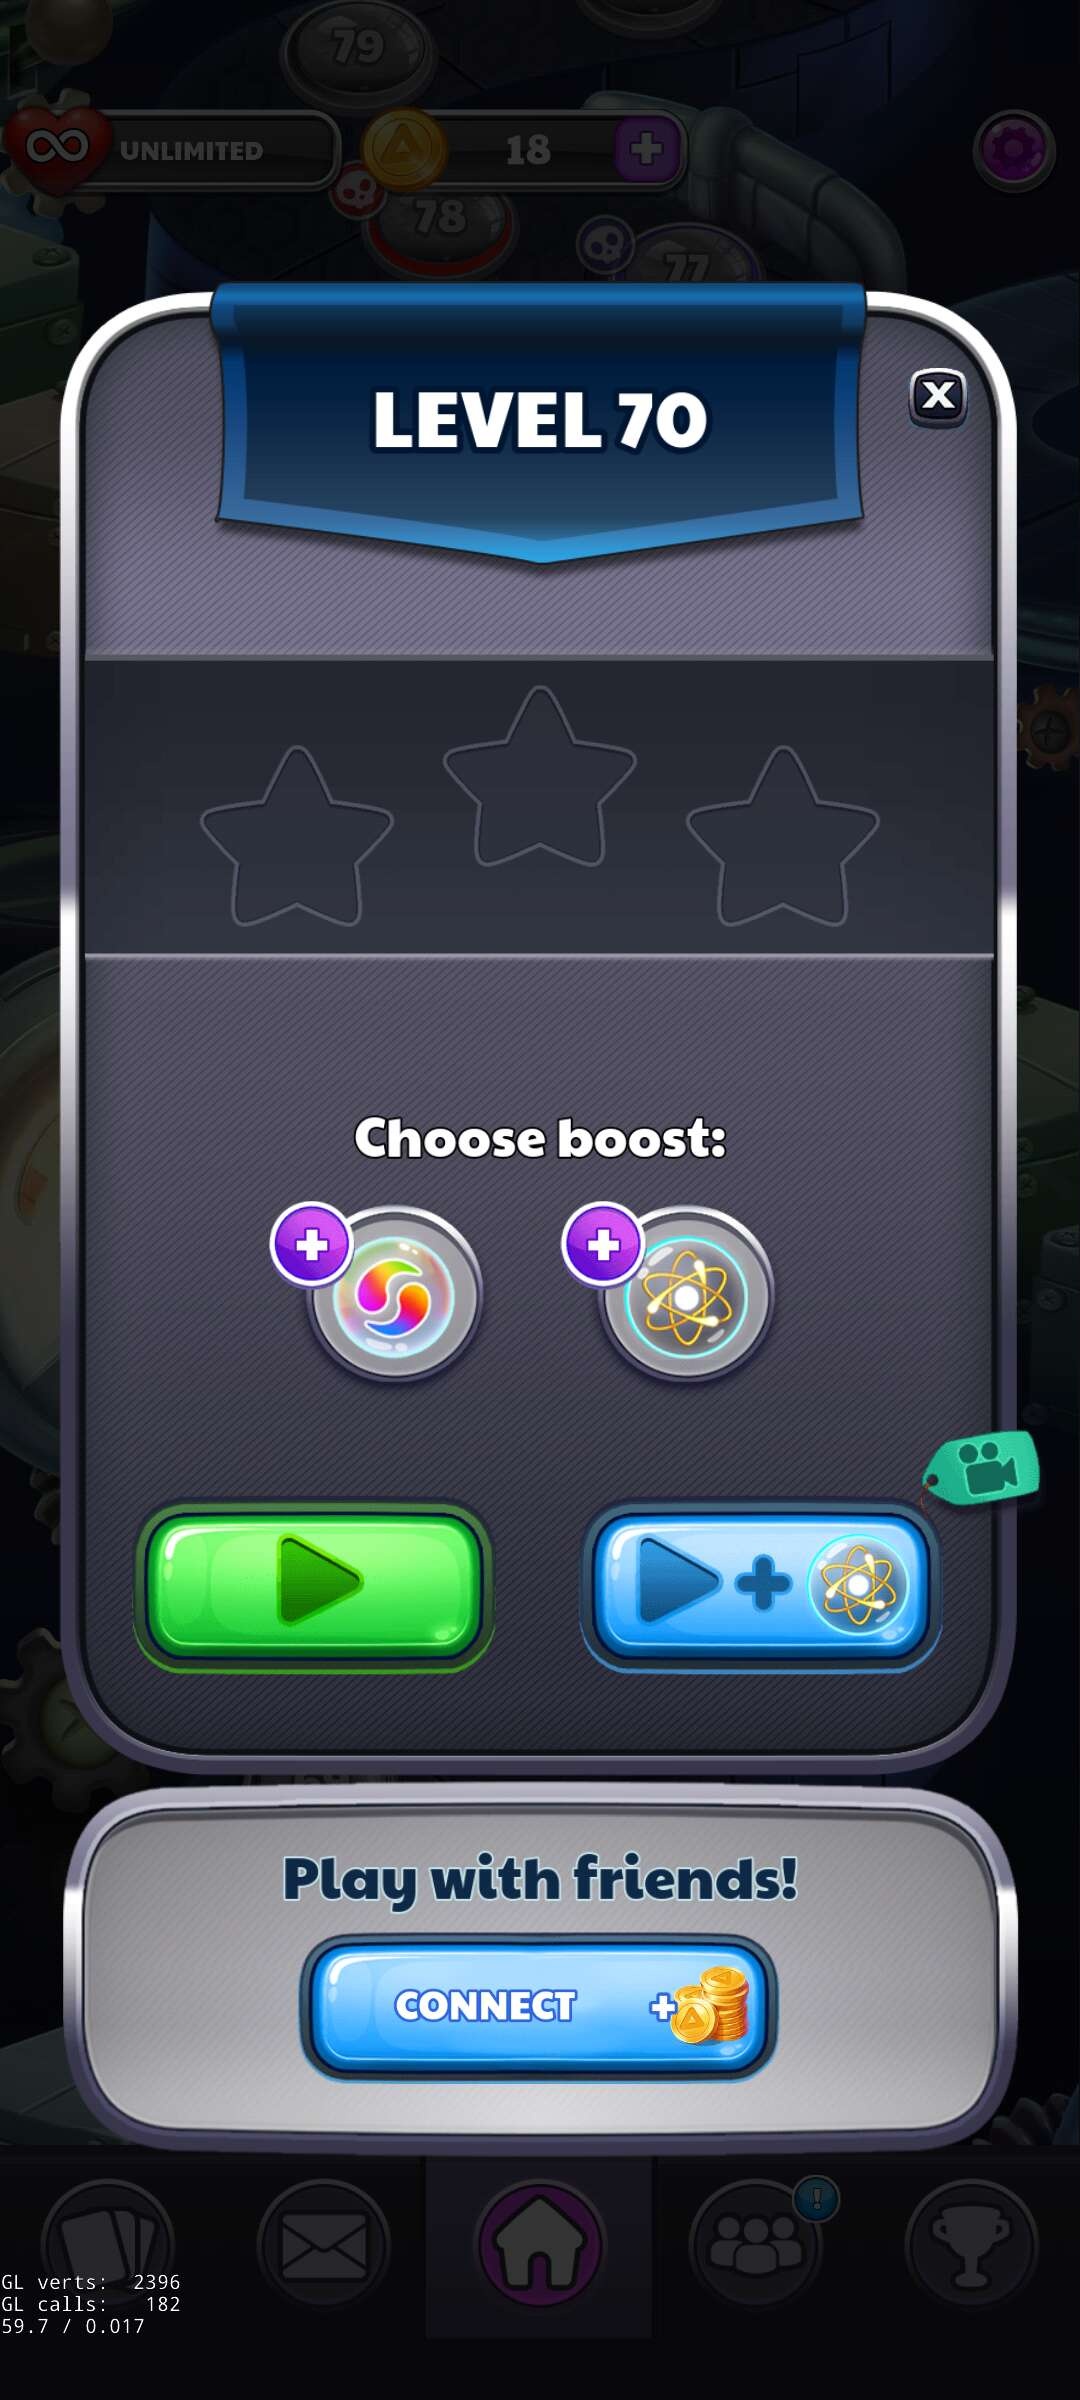 79
UNLIMITED
18
78
77
LEVEL 70
X
Choose boost:
Play with friends!
CONNECT +
GL verts: 2396
GL calls: 182
59.7 / 0.017